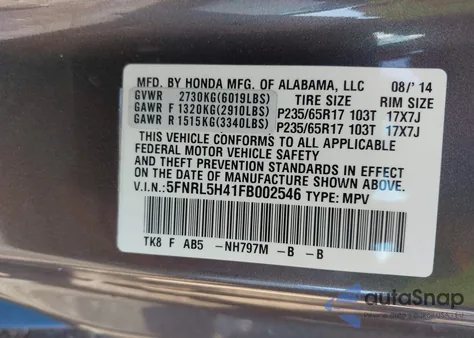 MFD. BY HONDA MFG. OF ALABAMA, LLC 08/'14
TIRE SIZE RIM SIZE
GVWR 2730KG(6019LBS)
GAWR F 1320KG(2910LBS) P235/65R17 103T 17X7J
GAWR R 1515KG(3340LBS) P235/65R17 103T 17X7J
THIS VEHICLE CONFORMS TO ALL APPLICABLE
FEDERAL MOTOR VEHICLE SAFETY
AND THEFT PREVENTION STANDARDS IN EFFECT ON
THE DATE OF MANUFACTURE SHOWN ABOVE.
V.I.N.: 5FNRL5H41FB002546 TYPE: MPV
TK8 F AB5 -NH797M -B -B
autoSnap